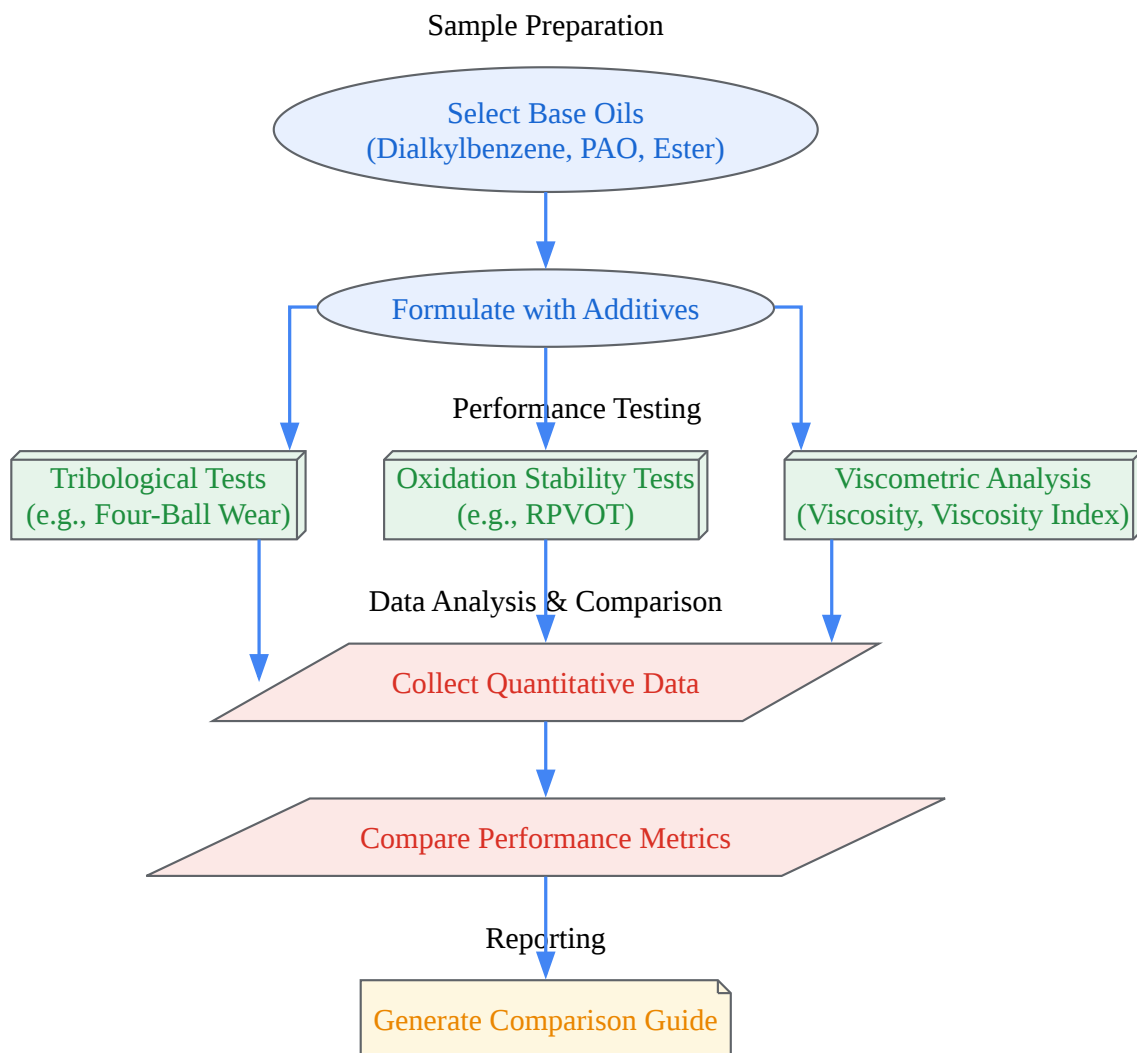 Sample Preparation
Select Base Oils
(Dialkylbenzene, PAO, Ester)
Formulate with Additives
Performance Testing
Tribological Tests
(e.g., Four-Ball Wear)
Oxidation Stability Tests
(e.g., RPVOT)
Viscometric Analysis
(Viscosity, Viscosity Index)
Data Analysis & Comparison
Collect Quantitative Data
Compare Performance Metrics
Reporting
Generate Comparison Guide